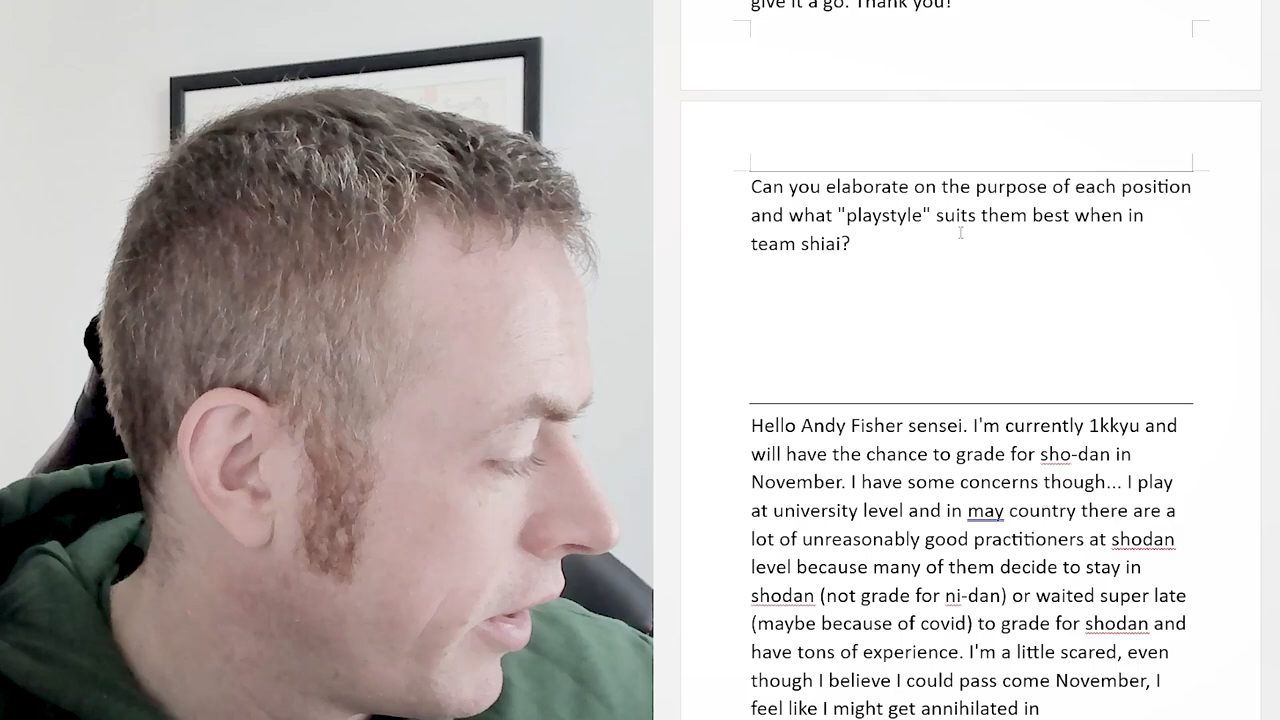 give it a go. Thank you!
Can you elaborate on the purpose of each position
and what "playstyle" suits them best when in
team shiai?
Hello Andy Fisher sensei. I'm currently 1kkyu and
will have the chance to grade for sho-dan in
November. I have some concerns though... I play
at university level and in may country there are a
lot of unreasonably good practitioners at shodan
level because many of them decide to stay in
shodan (not grade for ni-dan) or waited super late
(maybe because of covid) to grade for shodan and
have tons of experience. I'm a little scared, even
though I believe I could pass come November, I
feel like I might get annihilated in